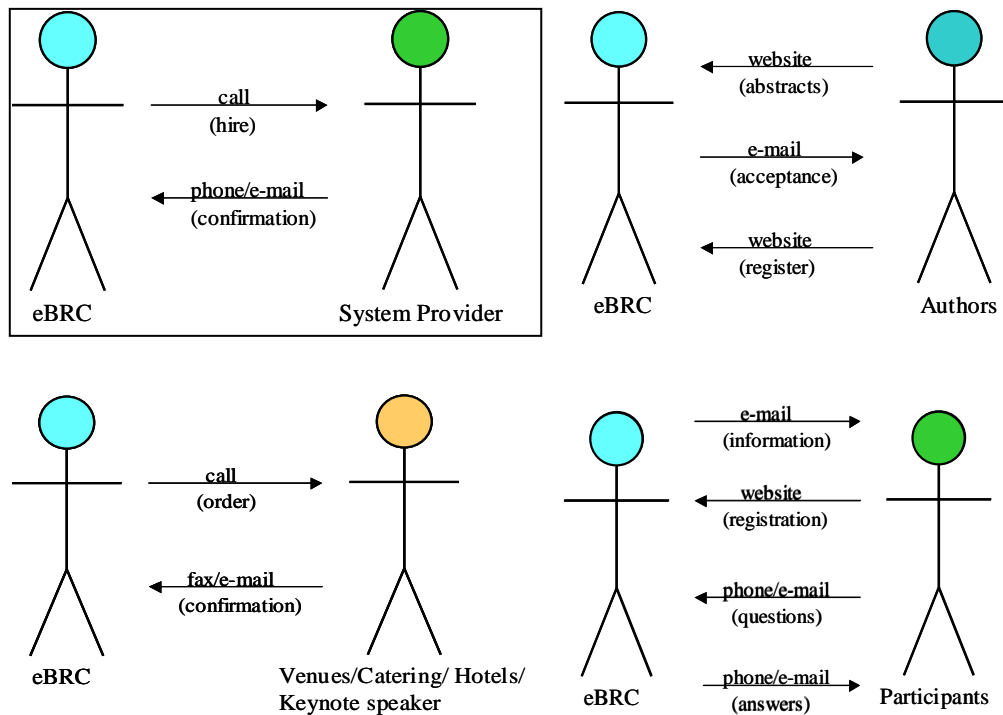 call
(hire)
phone/e-mail
(confirmation)
eBRC
System Provider
website
(abstracts)
e-mail
(acceptance)
website
(register)
eBRC
Authors
call
(order)
fax/e-mail
(confirmation)
eBRC
Venues/Catering/ Hotels/
Keynote speaker
e-mail
(information)
website
(registration)
phone/e-mail
(questions)
phone/e-mail
(answers)
eBRC
Participants